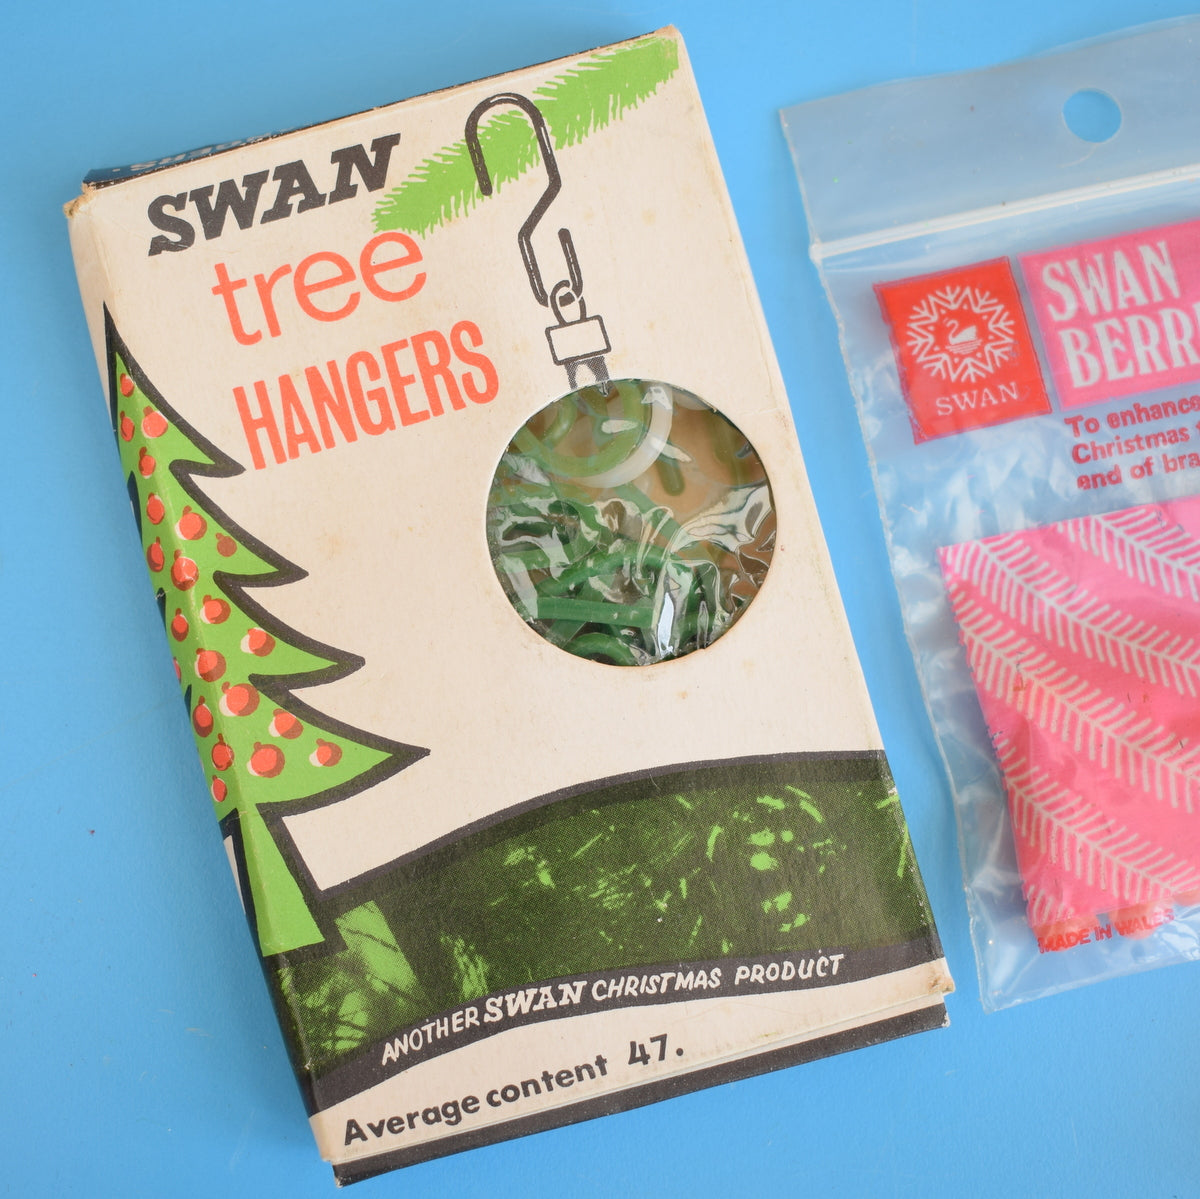 SWAN
tree
HANGERS
ANOTHER SWAN CHRISTMAS PRODUCT
Average content 47.
SWAN
SWAN
BERR
To enhance
Christmas
end of bra
MADE IN WALES